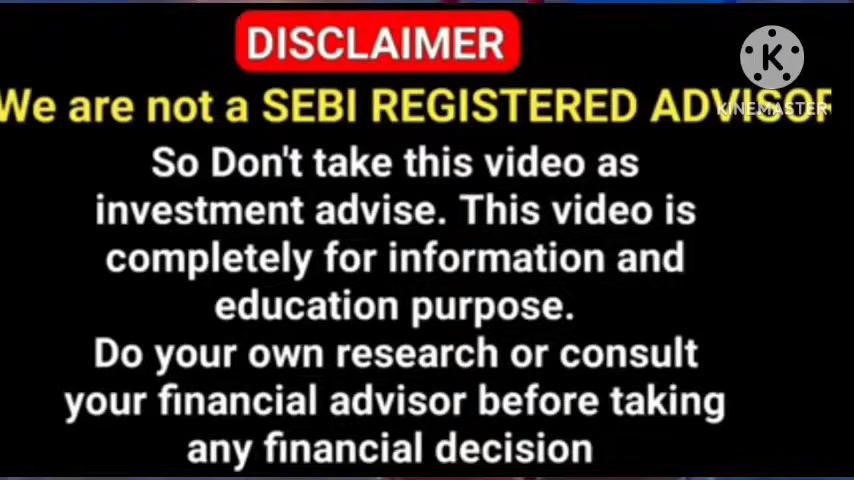 DISCLAIMER
We are not a SEBI REGISTERED ADVISOR
KINEMASTER
So Don't take this video as
investment advise. This video is
completely for information and
education purpose.
Do your own research or consult
your financial advisor before taking
any financial decision